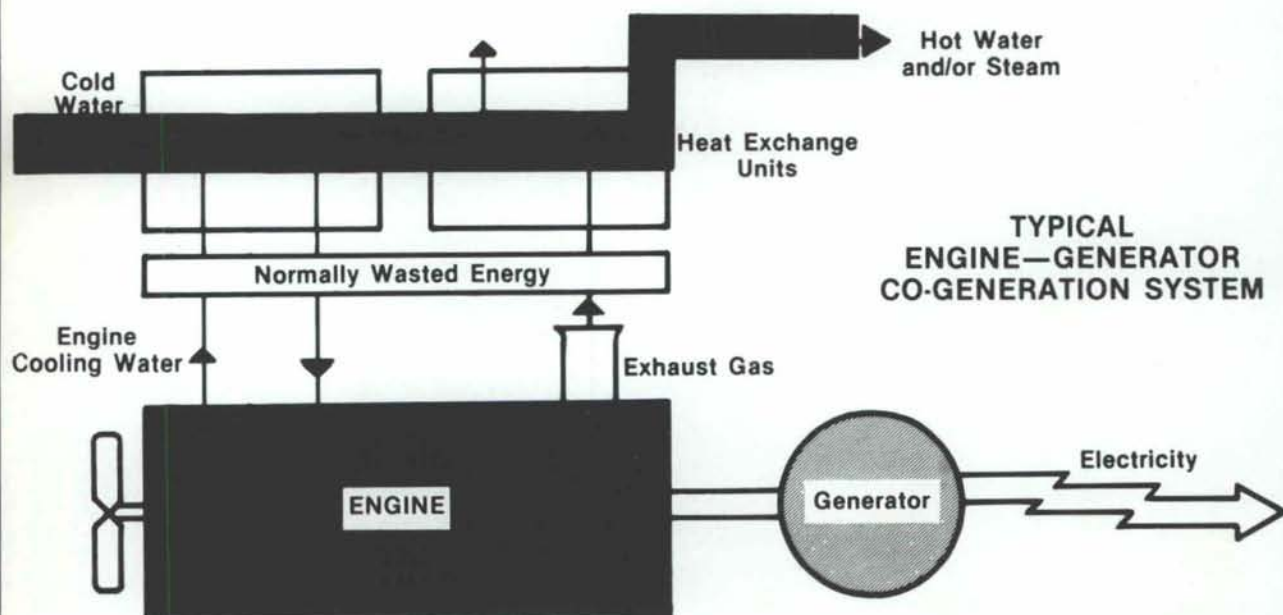 Hot Water
and/or Steam
Cold
Water
Heat Exchange
Units
TYPICAL
ENGINE—GENERATOR
CO-GENERATION SYSTEM
Normally Wasted Energy
Engine
Cooling Water
Exhaust Gas
Electricity
ENGINE
Generator